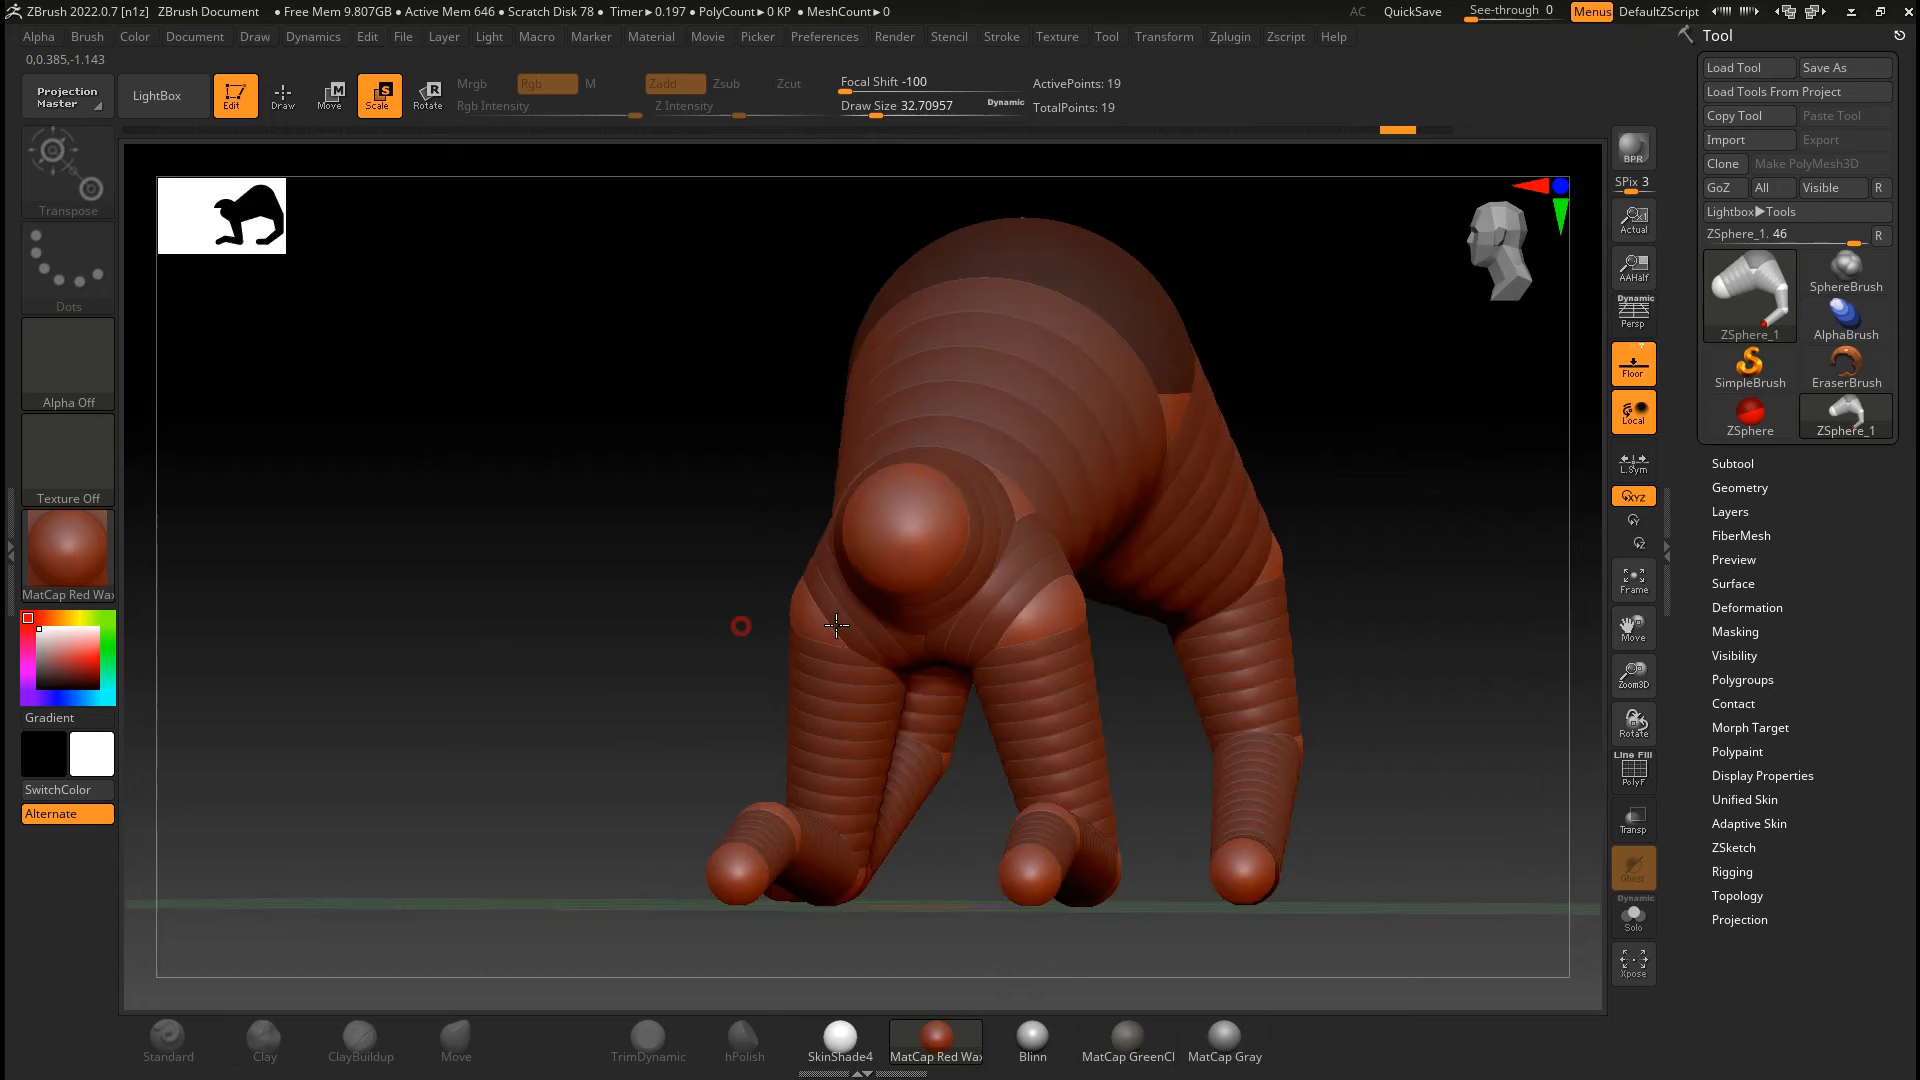 ZBrush 2022.0.7 [n1z] ZBrush Document • Free Mem 9.807GB • Active Mem 646 • Scratch Disk 78 • Timer▸0.197 • PolyCount▸0 KP • MeshCount▸0 AC QuickSave See-through 0 Menus DefaultZScript
Alpha Brush Color Document Draw Dynamics Edit File Layer Light Macro Marker Material Movie Picker Preferences Render Stencil Stroke Texture Tool Transform Zplugin Zscript Help
0,0.385,-1.143
Projection Master
LightBox
Edit
Draw
M
Move
S
Scale
R
Rotate
Mrgb Rgb M
Rgb Intensity
Zadd Zsub Zcut
Z Intensity
Focal Shift -100
Draw Size 32.70957
Dynamic
ActivePoints: 19
TotalPoints: 19
Transpose
Dots
Alpha Off
Texture Off
MatCap Red Wax
Gradient
SwitchColor
Alternate
BPR
SPix 3
Actual
AAHalf
Dynamic
Persp
Floor
Local
L.Sym
XYZ
Y
Z
Frame
Move
Zoom3D
Rotate
Line Fill
PolyF
Transp
Ghost
Dynamic
Solo
Xpose
Tool
Load Tool Save As
Load Tools From Project
Copy Tool Paste Tool
Import Export
Clone Make PolyMesh3D
GoZ All Visible R
Lightbox▸Tools
ZSphere_1. 46 R
ZSphere_1
SphereBrush
AlphaBrush
SimpleBrush
EraserBrush
ZSphere
ZSphere_1
Subtool
Geometry
Layers
FiberMesh
Preview
Surface
Deformation
Masking
Visibility
Polygroups
Contact
Morph Target
Polypaint
Display Properties
Unified Skin
Adaptive Skin
ZSketch
Rigging
Topology
Projection
Standard
Clay
ClayBuildup
Move
TrimDynamic
hPolish
SkinShade4
MatCap Red Wax
Blinn
MatCap GreenCl
MatCap Gray